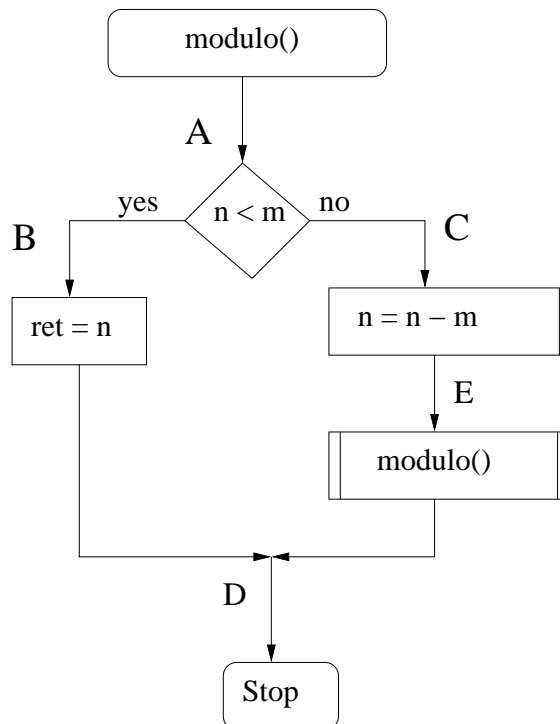 modulo()
A
yes
n < m
no
B
C
ret = n
n = n − m
E
modulo()
D
Stop